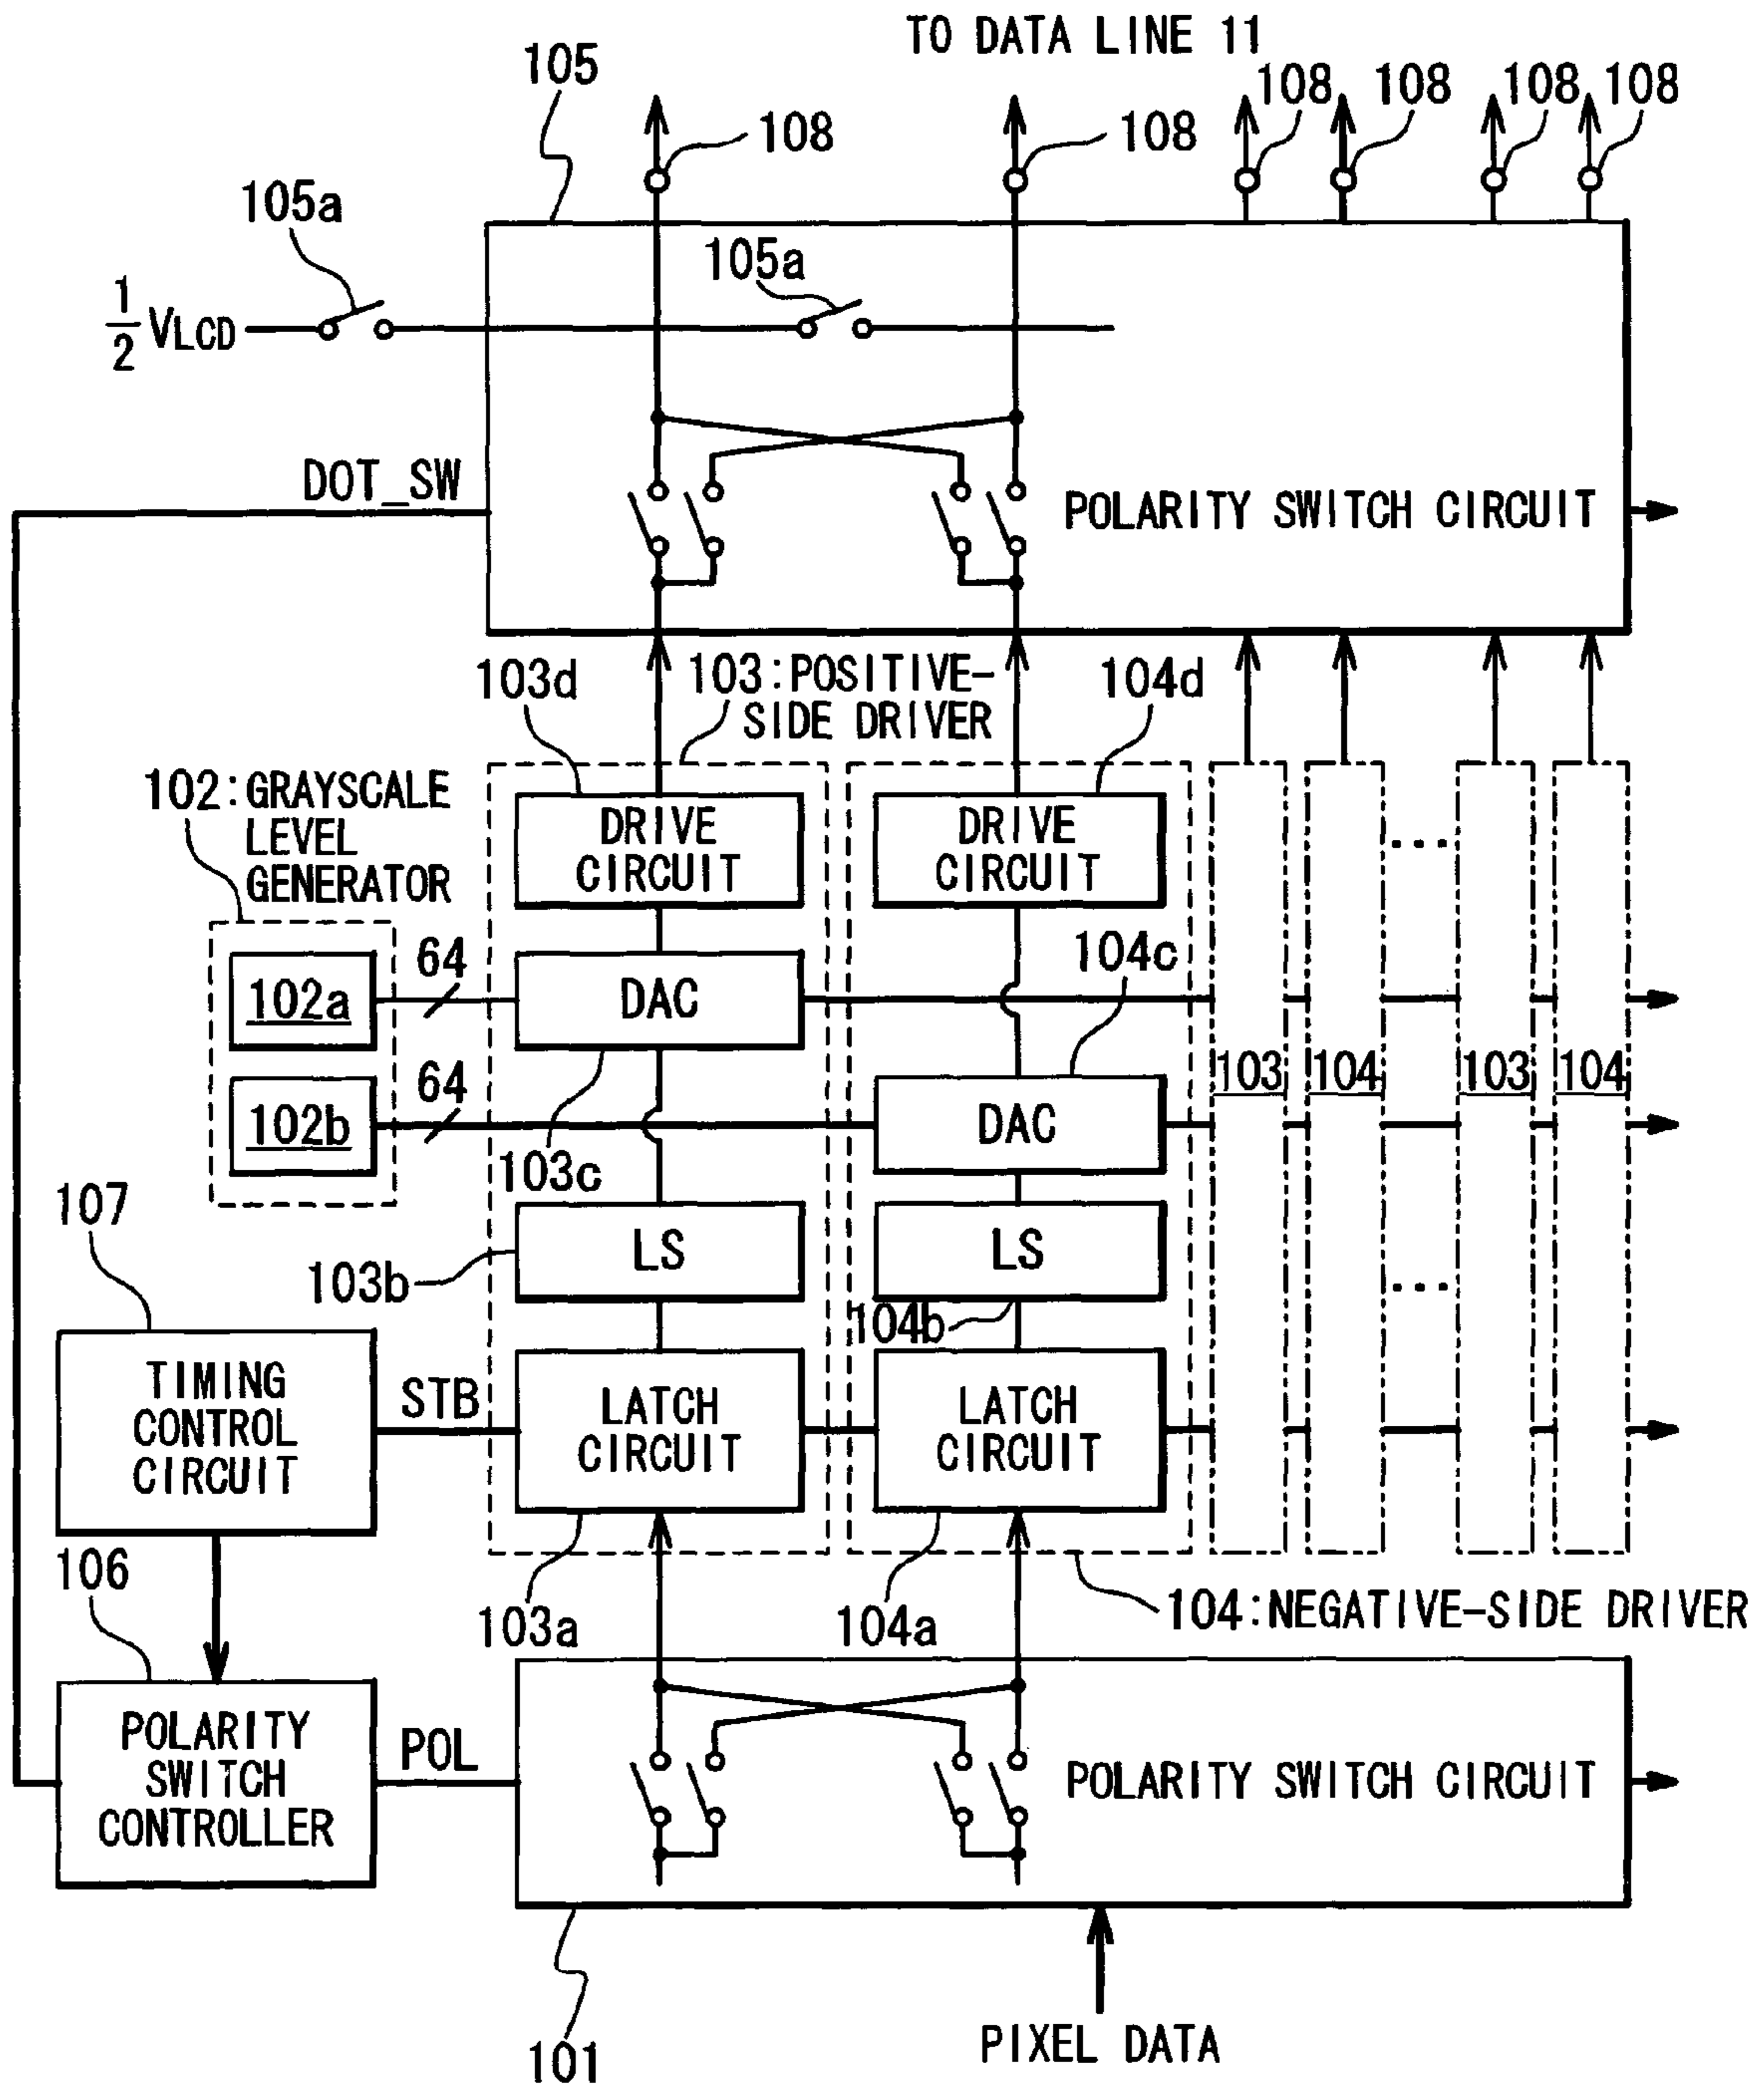 TO DATA LINE 11
105
108
108
108
108
108
108
105a
105a
1/2 VLCD
DOT_SW
POLARITY SWITCH CIRCUIT
103d
103:POSITIVE-
SIDE DRIVER
104d
102:GRAYSCALE
LEVEL
GENERATOR
DRIVE
CIRCUIT
DRIVE
CIRCUIT
....
102a
64
DAC
104c
102b
64
103c
DAC
103
104
103
104
107
103b
LS
LS
104b
....
TIMING
CONTROL
CIRCUIT
STB
LATCH
CIRCUIT
LATCH
CIRCUIT
106
103a
104a
104:NEGATIVE-SIDE DRIVER
POLARITY
SWITCH
CONTROLLER
POL
POLARITY SWITCH CIRCUIT
101
PIXEL DATA